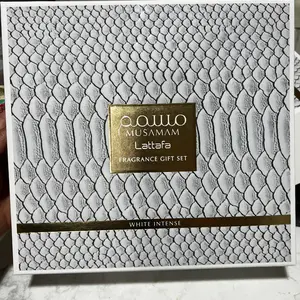 مسمم
MUSAMAM
Lattafa
FRAGRANCE GIFT SET
WHITE INTENSE